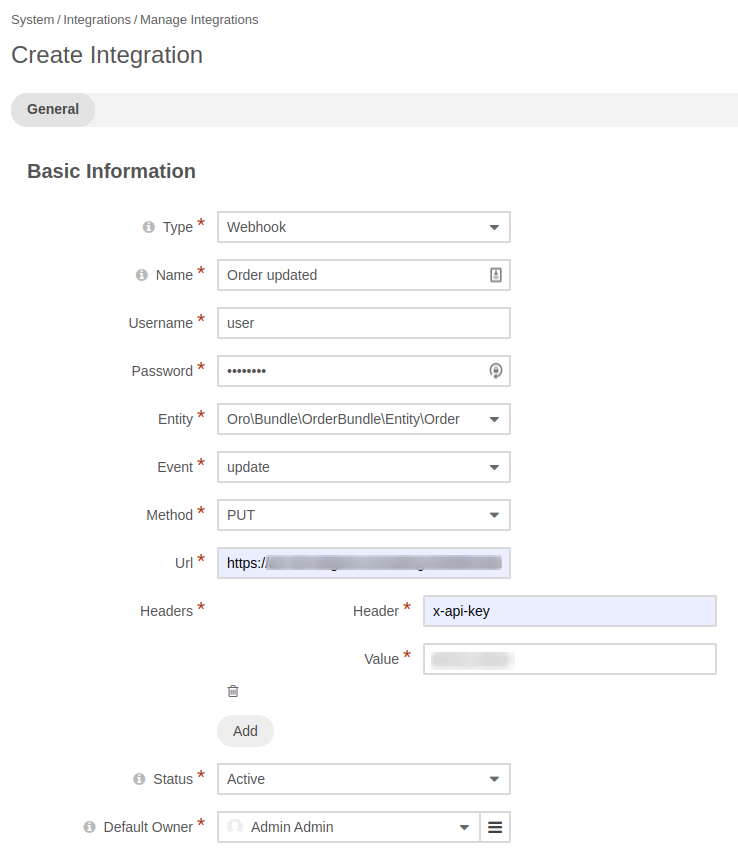 System / Integrations / Manage Integrations
Create Integration
General
Basic Information
Type * Webhook
Name * Order updated
Username * user
Password * ••••••••
Entity * Oro\Bundle\OrderBundle\Entity\Order
Event * update
Method * PUT
Url * https://
Headers * Header * x-api-key
Value *
Add
Status * Active
Default Owner * Admin Admin